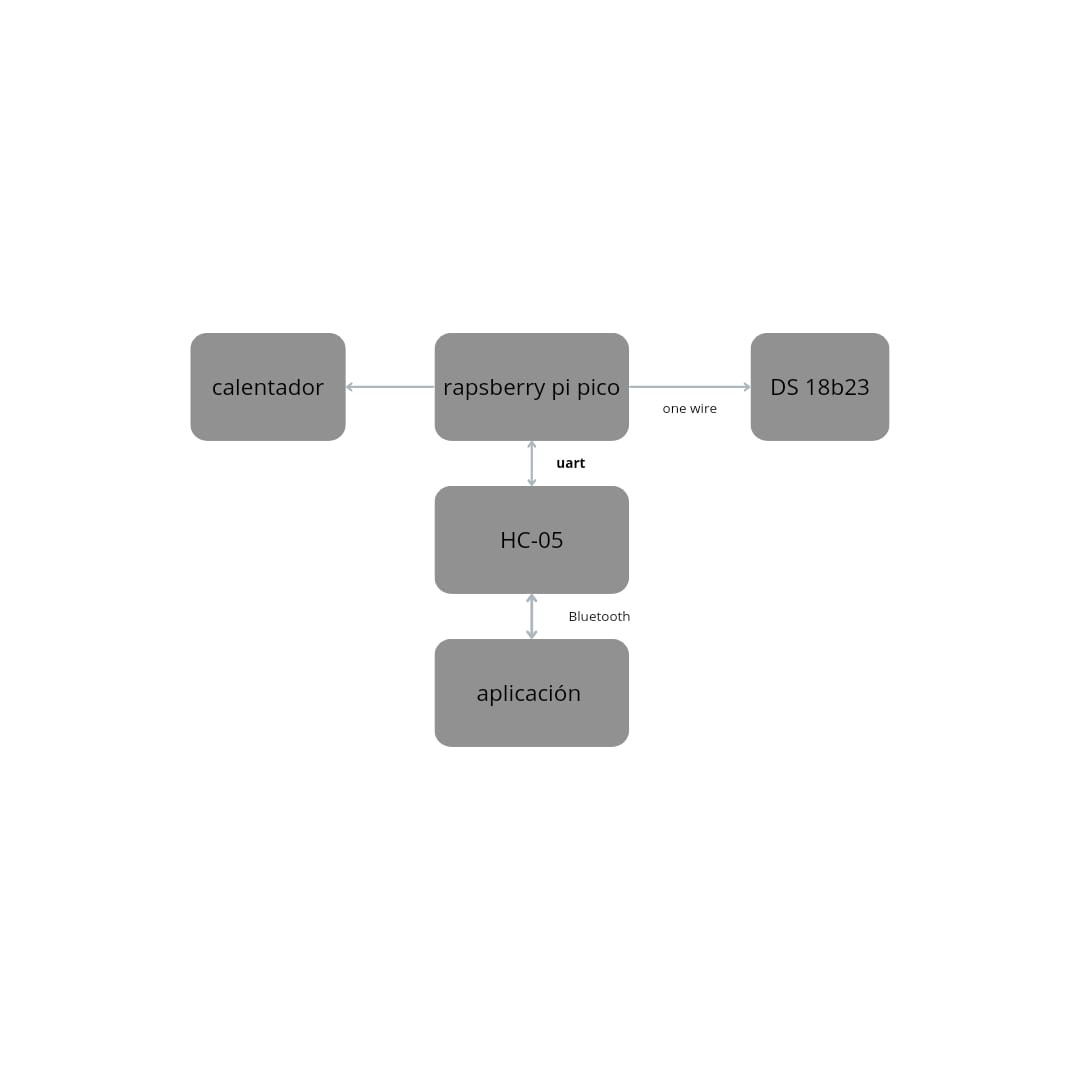 calentador
rapsberry pi pico
DS 18b23
one wire
uart
HC-05
Bluetooth
aplicación